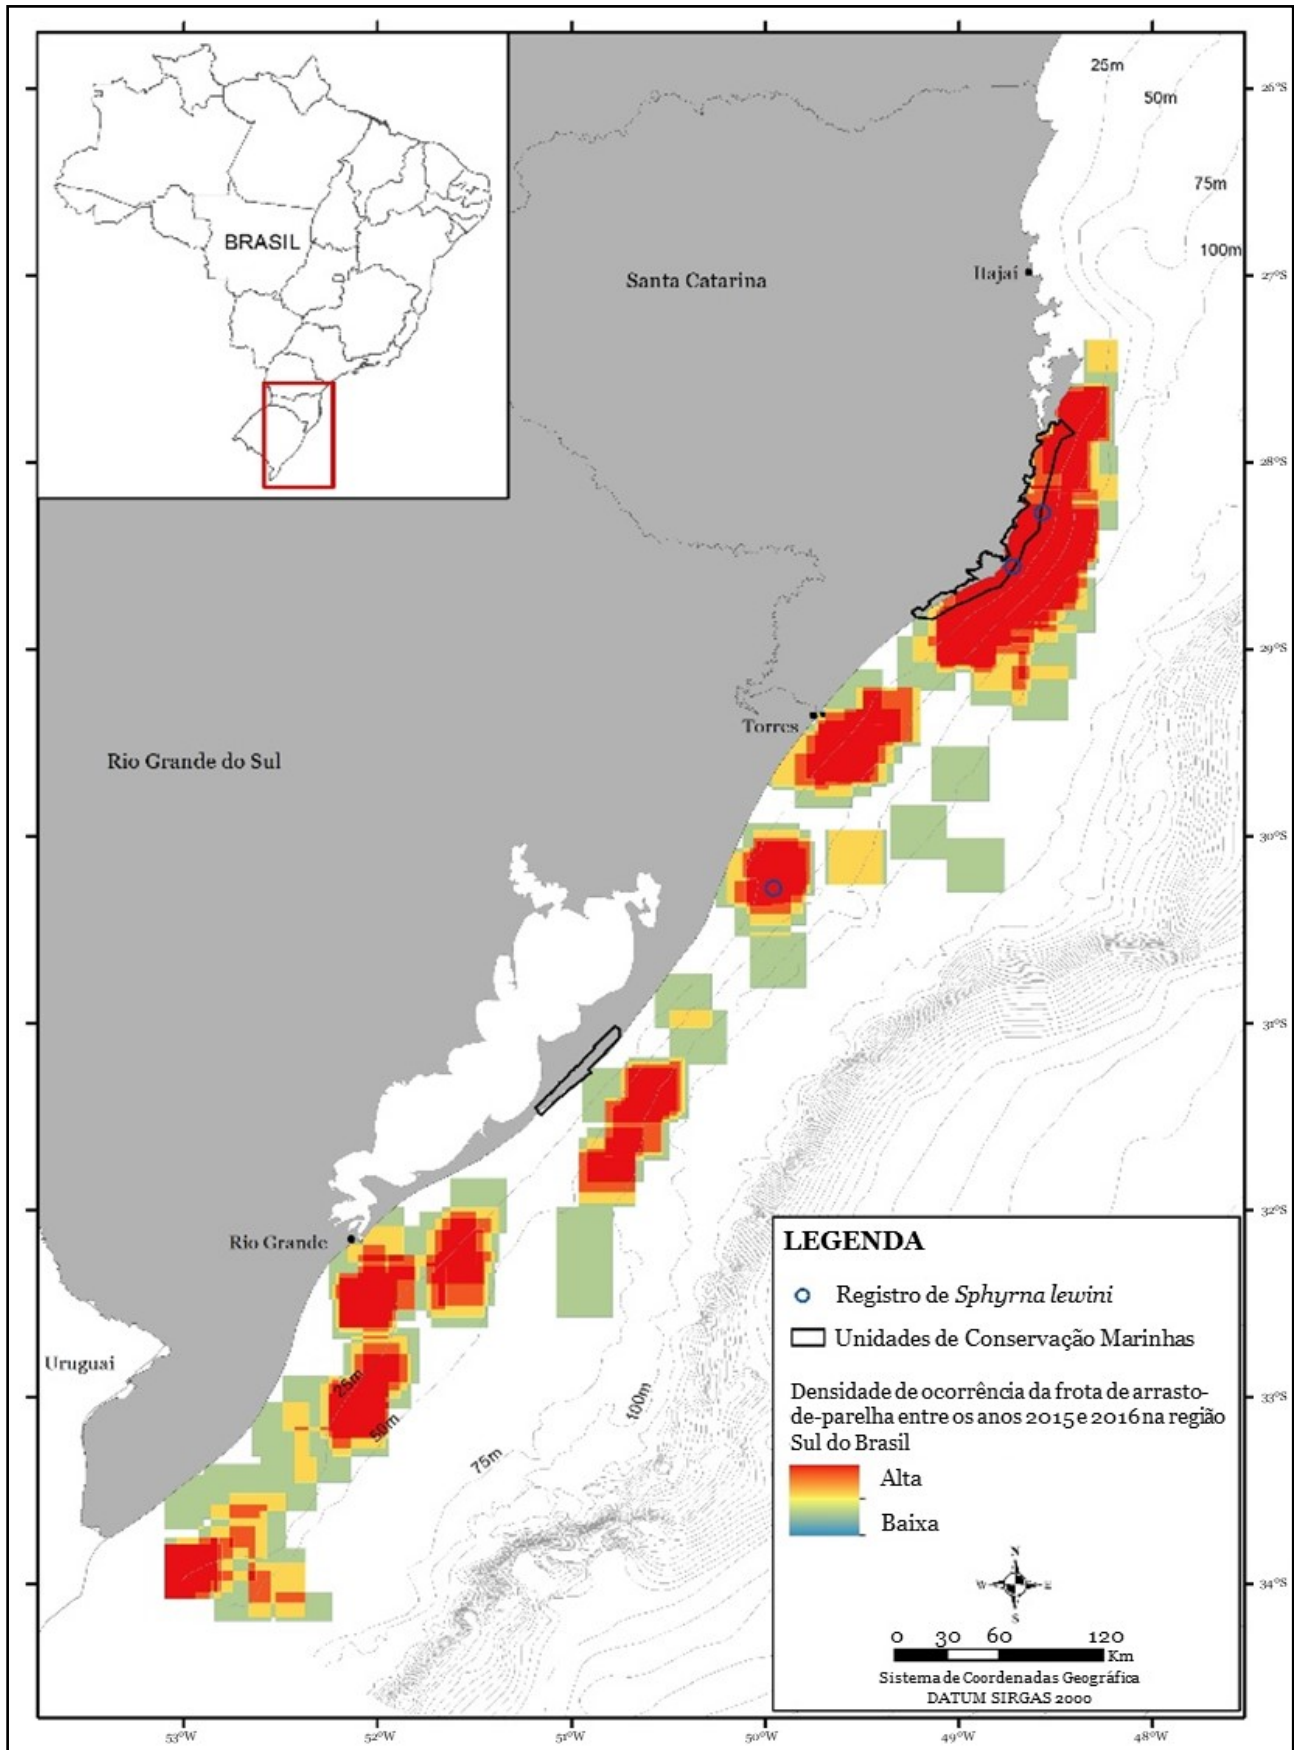 BRASIL
25m
50m
75m
100m
26°S
27°S
28°S
29°S
30°S
31°S
32°S
33°S
34°S
Santa Catarina
Itajaí
Torres
Rio Grande do Sul
Rio Grande
Uruguai
25m
50m
75m
100m
LEGENDA
Registro de Sphyrna lewini
Unidades de Conservação Marinhas
Densidade de ocorrência da frota de arrasto-
de-parelha entre os anos 2015 e 2016 na região
Sul do Brasil
Alta
Baixa
N
W E
S
0 30 60 120
Km
Sistema de Coordenadas Geográfica
DATUM SIRGAS 2000
53°W 52°W 51°W 50°W 49°W 48°W